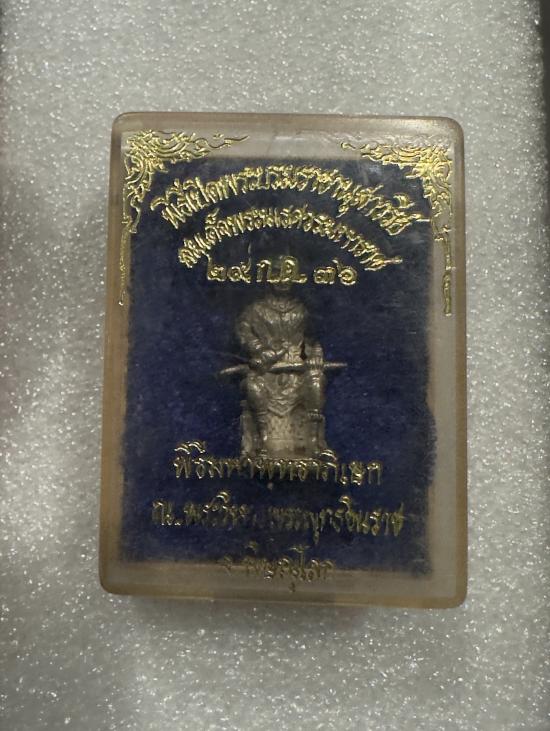 พิธีเปิดพระบรมราชานุสาวรีย์
สมเด็จพระนเรศวรมหาราช
๒๕ ก.ค. ๓๖
พิธีมหาพุทธาภิเษก
ณ.พระวิหารพระพุทธชินราช
จ.พิษณุโลก